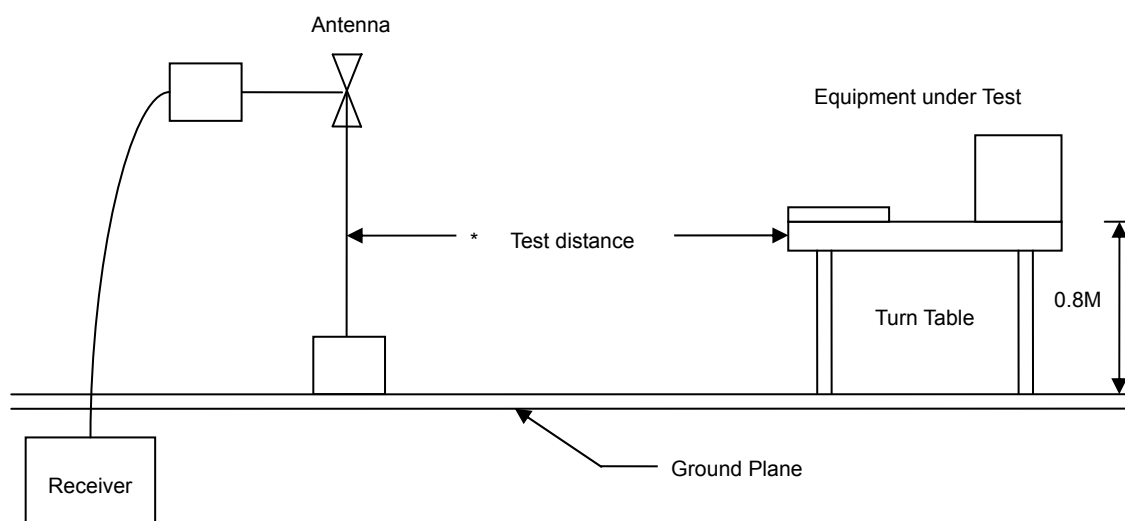 Antenna
Equipment under Test
* Test distance
0.8M
Turn Table
Ground Plane
Receiver